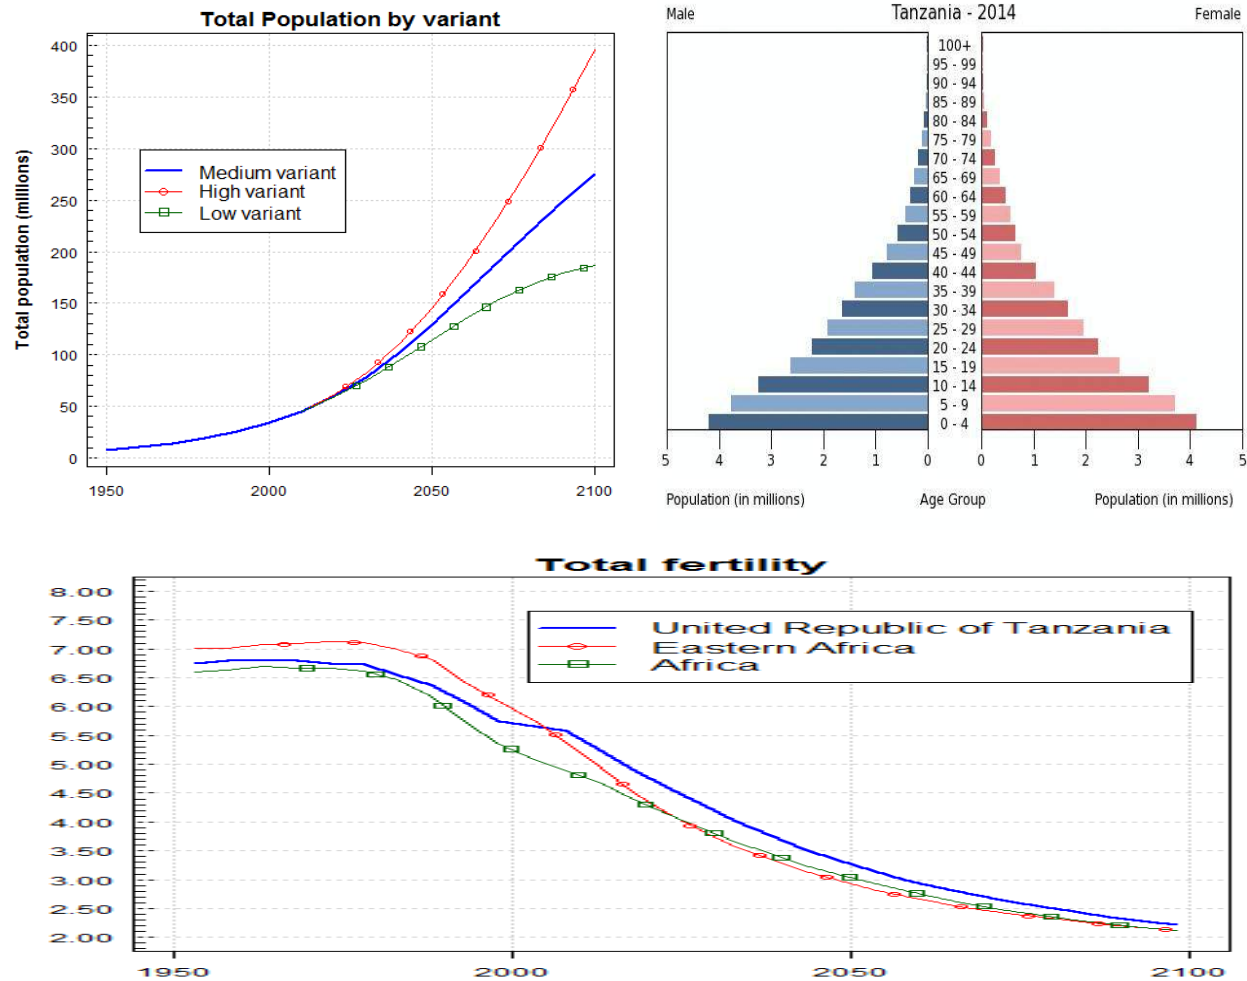 Total Population by variant
Total population (millions)
400
350
300
250
200
150
100
50
0
Medium variant
High variant
Low variant
1950 2000 2050 2100
Male Tanzania - 2014 Female
100+
95 - 99
90 - 94
85 - 89
80 - 84
75 - 79
70 - 74
65 - 69
60 - 64
55 - 59
50 - 54
45 - 49
40 - 44
35 - 39
30 - 34
25 - 29
20 - 24
15 - 19
10 - 14
5 - 9
0 - 4
5 4 3 2 1 0 0 1 2 3 4 5
Population (in millions) Age Group Population (in millions)
Total fertility
8.00
7.50
7.00
6.50
6.00
5.50
5.00
4.50
4.00
3.50
3.00
2.50
2.00
United Republic of Tanzania
Eastern Africa
Africa
1950 2000 2050 2100